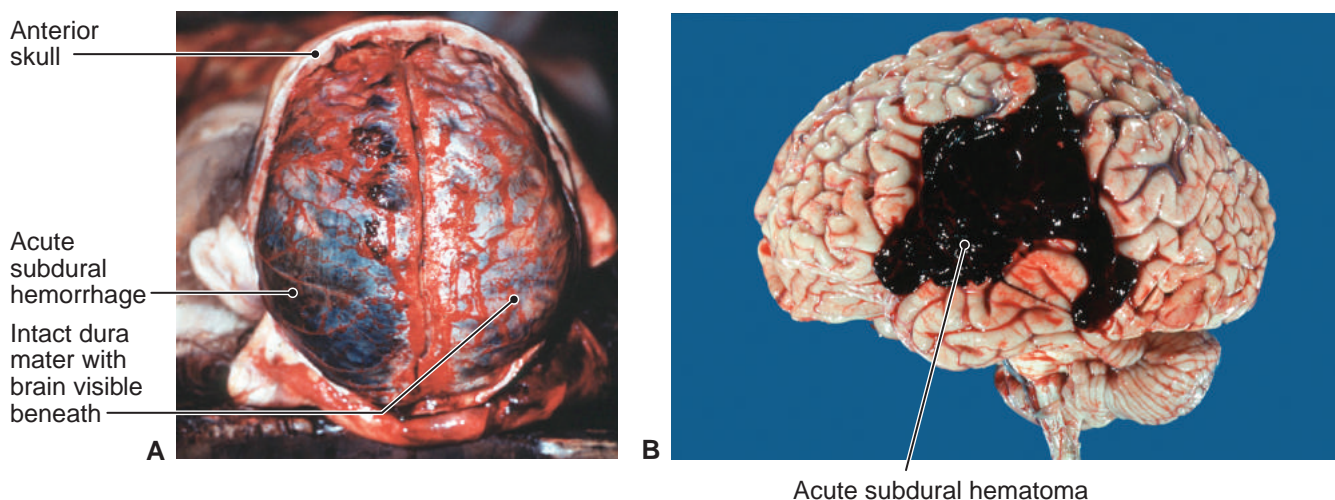 Anterior
skull
Acute
subdural
hemorrhage
Intact dura
mater with
brain visible
beneath
A
B
Acute subdural hematoma